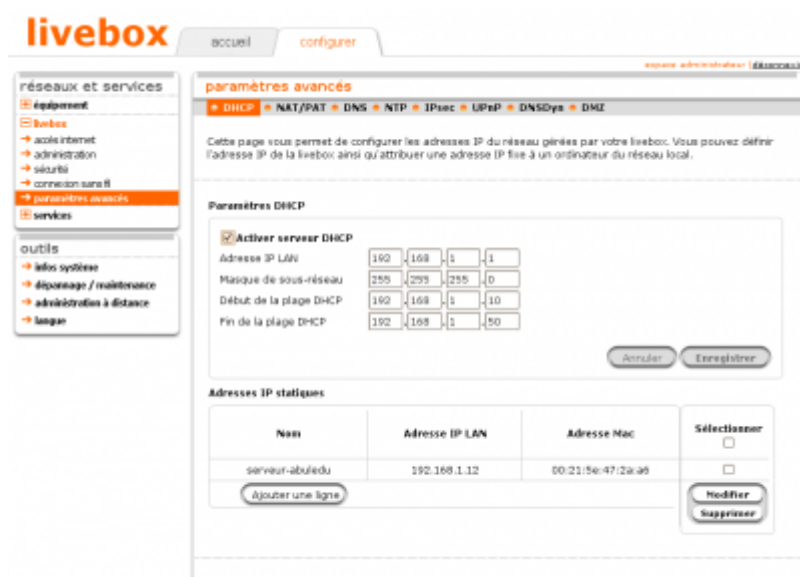 livebox
accueil
configurer
espace administrateur
réseaux et services
équipement
livebox
accès internet
administration
sécurité
connexion sans fil
paramètres avancés
services
outils
infos système
dépannage / maintenance
administration à distance
langue
paramètres avancés
DHCP NAT/PAT DNS NTP IPsec UPnP DNSDyn DMZ
Cette page vous permet de configurer les adresses IP du réseau gérées par votre livebox. Vous pouvez définir
l'adresse IP de la livebox ainsi qu'attribuer une adresse IP fixe à un ordinateur du réseau local.
Paramètres DHCP
Activer serveur DHCP
Adresse IP LAN 192 . 168 . 1 . 1
Masque de sous-réseau 255 . 255 . 255 . 0
Début de la plage DHCP 192 . 168 . 1 . 10
Fin de la plage DHCP 192 . 168 . 1 . 50
Annuler Enregistrer
Adresses IP statiques
Nom Adresse IP LAN Adresse Mac Sélectionner
serveur-abuledu 192.168.1.12 00:21:5e:47:2a:a6
Ajouter une ligne Modifier
Supprimer